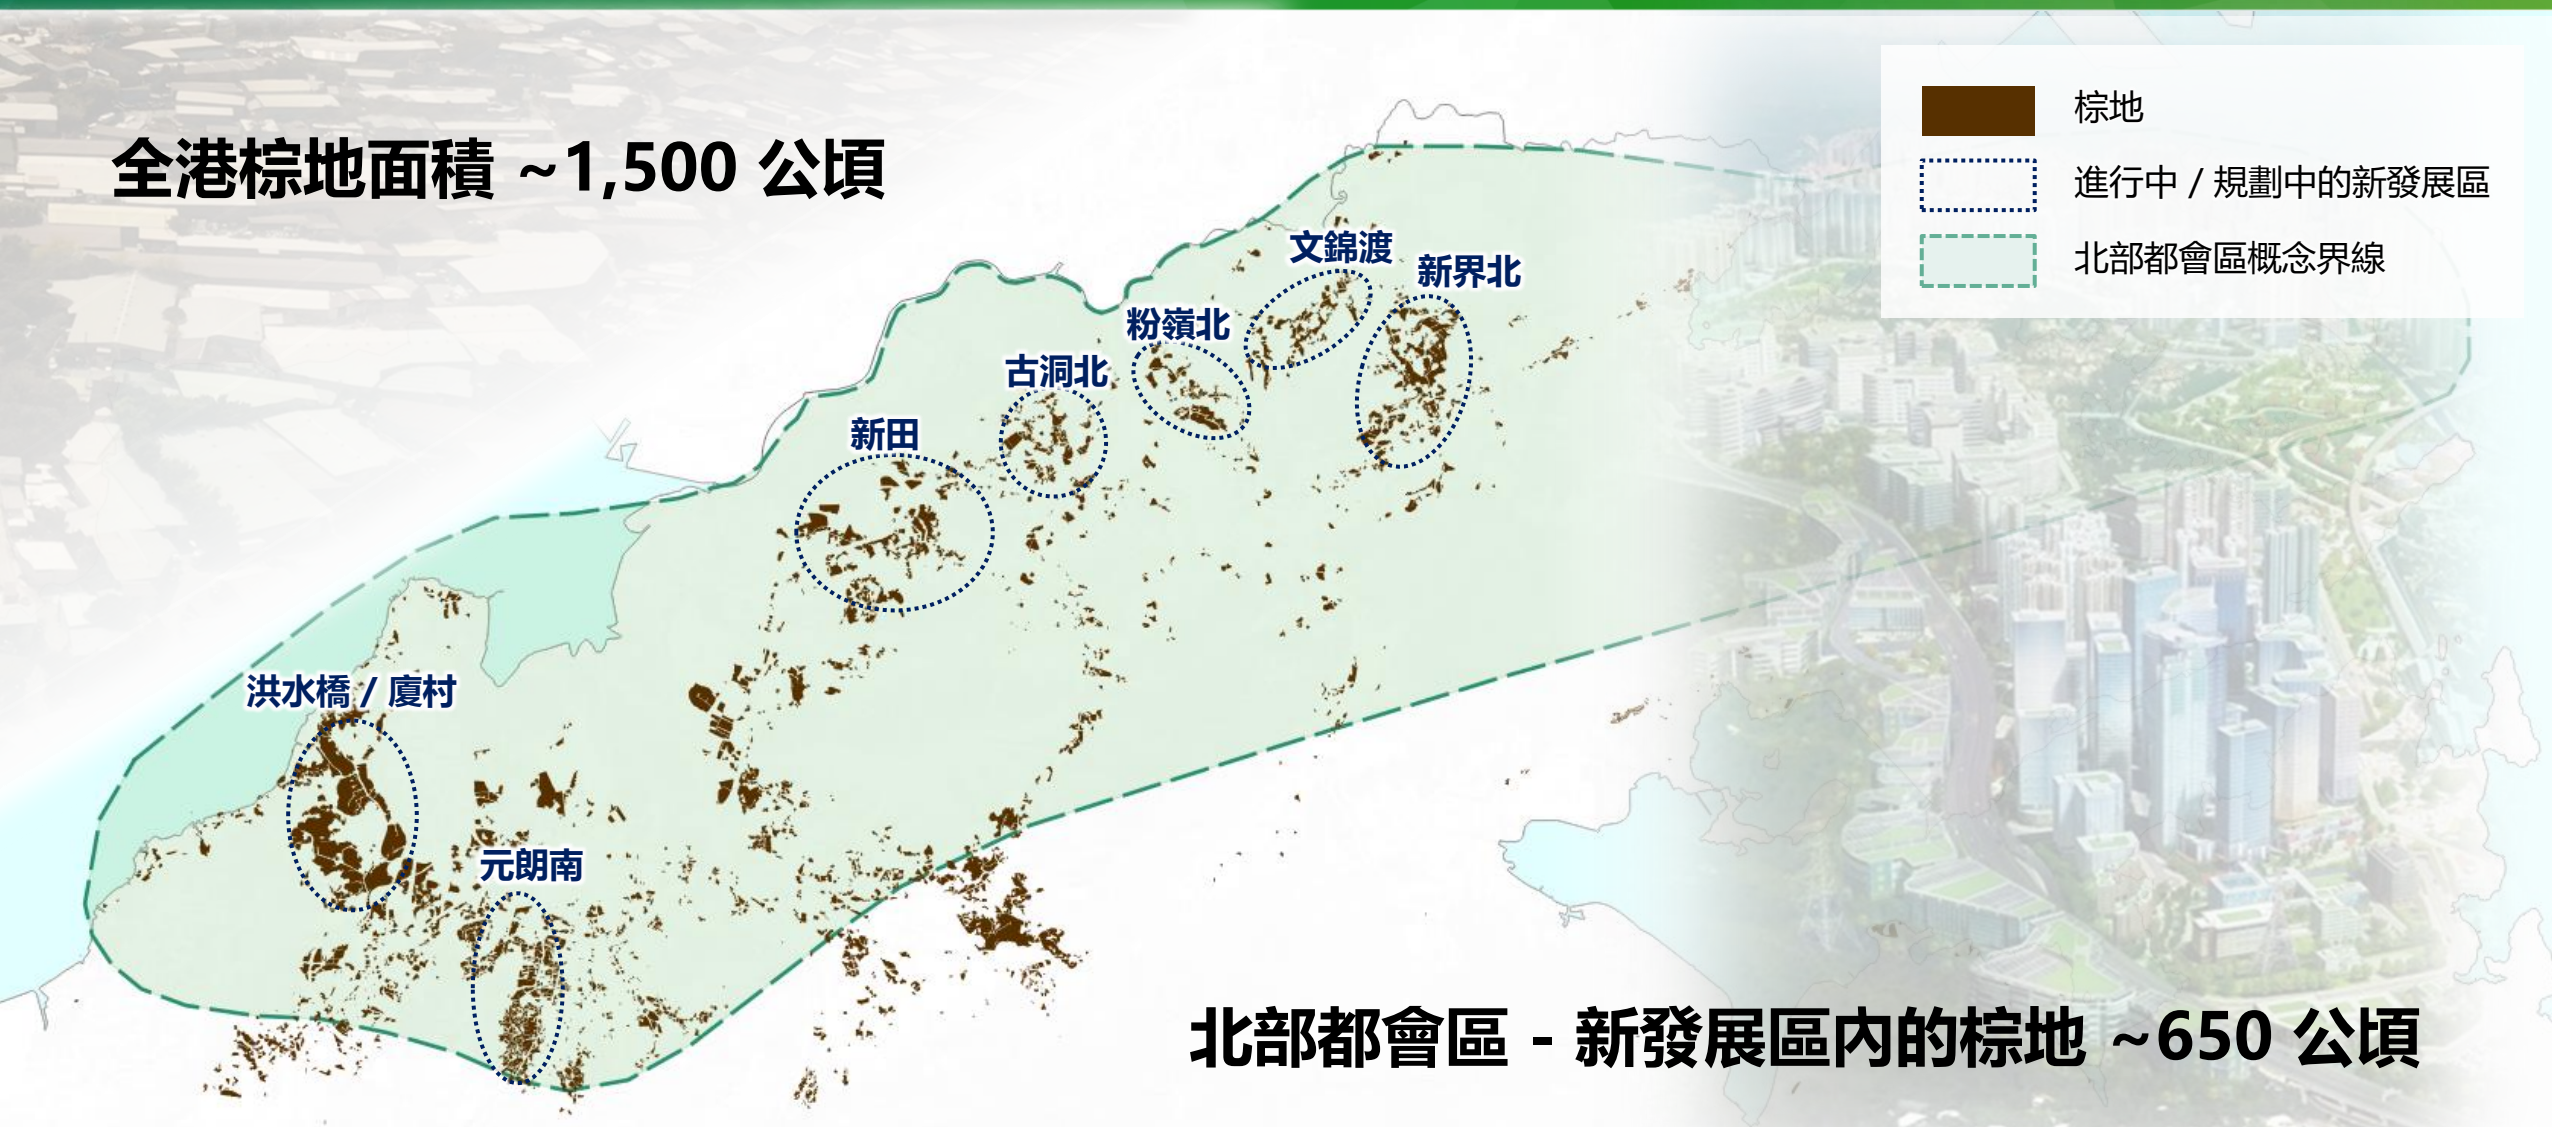 全港棕地面積 ~1,500 公頃
棕地
進行中 / 規劃中的新發展區
北部都會區概念界線
文錦渡
新界北
粉嶺北
古洞北
新田
洪水橋 / 廈村
元朗南
北部都會區 - 新發展區內的棕地 ~650 公頃